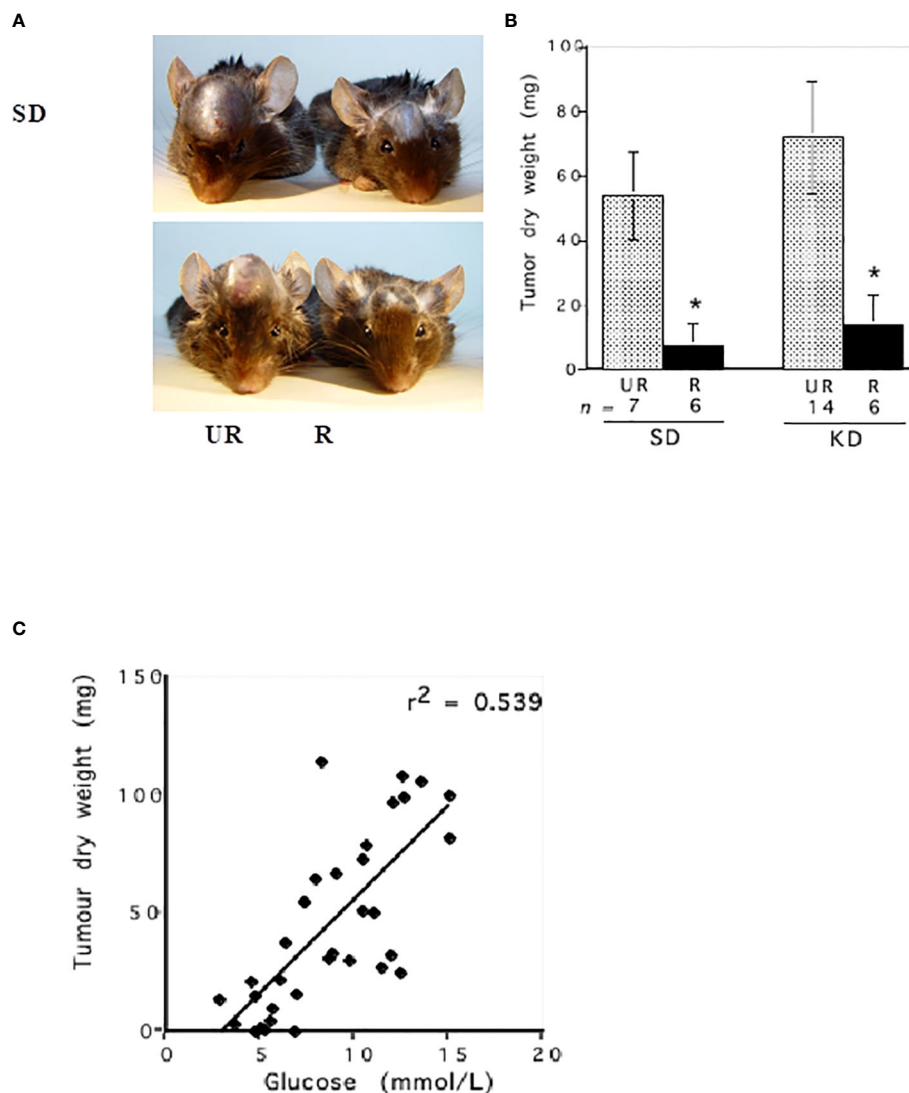 A
SD
UR R
B
Tumor dry weight (mg)
100
80
60
40
20
0
* *
UR R UR R
n = 7 6 14 6
SD KD
C
Tumour dry weight (mg)
150
100
50
0
r² = 0.539
0 5 10 15 20
Glucose (mmol/L)